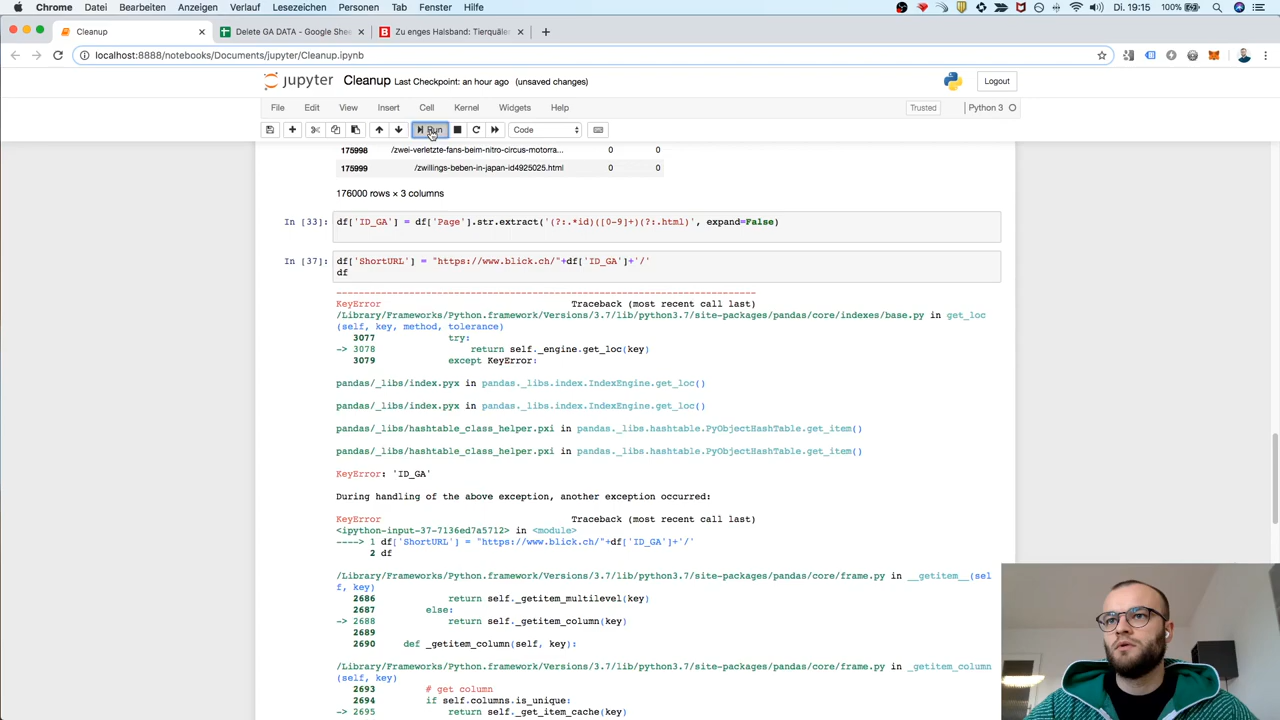 Chrome Datei Bearbeiten Anzeigen Verlauf Lesezeichen Personen Tab Fenster Hilfe Di. 19:15 100%
Cleanup Delete GA DATA - Google Shee Zu enges Halsband: Tierquäler
localhost:8888/notebooks/Documents/jupyter/Cleanup.ipynb
jupyter Cleanup Last Checkpoint: an hour ago (unsaved changes) Logout
File Edit View Insert Cell Kernel Widgets Help Trusted Python 3
Run Code
175998 /zwei-verletzte-fans-beim-nitro-circus-motorra... 0 0
175999 /zwillings-beben-in-japan-id4925025.html 0 0
176000 rows × 3 columns
In [33]: df['ID_GA'] = df['Page'].str.extract('(?:.*id)([0-9]+)(?:.html)', expand=False)
In [37]: df['ShortURL'] = "https://www.blick.ch/"+df['ID_GA']+'/'
df
---------------------------------------------------------------------------
KeyError Traceback (most recent call last)
/Library/Frameworks/Python.framework/Versions/3.7/lib/python3.7/site-packages/pandas/core/indexes/base.py in get_loc
(self, key, method, tolerance)
3077 try:
-> 3078 return self._engine.get_loc(key)
3079 except KeyError:
pandas/_libs/index.pyx in pandas._libs.index.IndexEngine.get_loc()
pandas/_libs/index.pyx in pandas._libs.index.IndexEngine.get_loc()
pandas/_libs/hashtable_class_helper.pxi in pandas._libs.hashtable.PyObjectHashTable.get_item()
pandas/_libs/hashtable_class_helper.pxi in pandas._libs.hashtable.PyObjectHashTable.get_item()
KeyError: 'ID_GA'
During handling of the above exception, another exception occurred:
KeyError Traceback (most recent call last)
<ipython-input-37-7136ed7a5712> in <module>
----> 1 df['ShortURL'] = "https://www.blick.ch/"+df['ID_GA']+'/'
2 df
/Library/Frameworks/Python.framework/Versions/3.7/lib/python3.7/site-packages/pandas/core/frame.py in __getitem__(sel
f, key)
2686 return self._getitem_multilevel(key)
2687 else:
-> 2688 return self._getitem_column(key)
2689
2690 def _getitem_column(self, key):
/Library/Frameworks/Python.framework/Versions/3.7/lib/python3.7/site-packages/pandas/core/frame.py in _getitem_column
(self, key)
2693 # get column
2694 if self.columns.is_unique:
-> 2695 return self._get_item_cache(key)